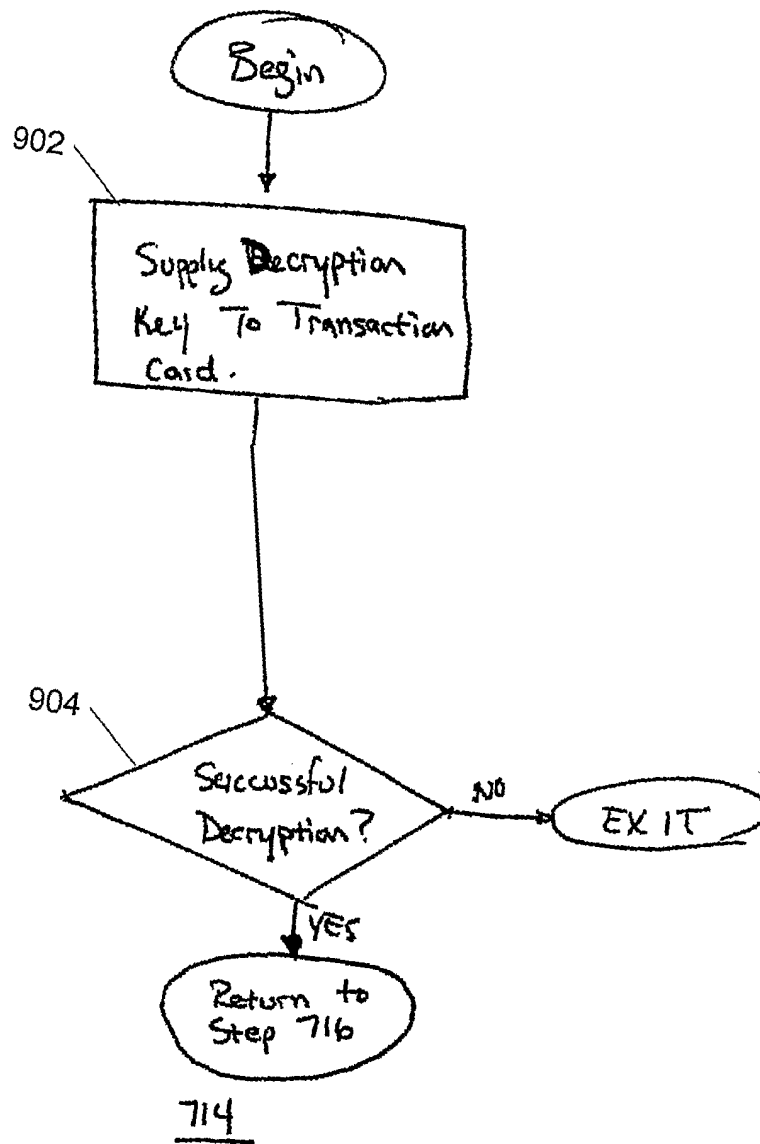 Begin
902
Supply Decryption
Key To Transaction
Card.
904
Successful
Decryption?
NO
EXIT
YES
Return to
Step 716
714